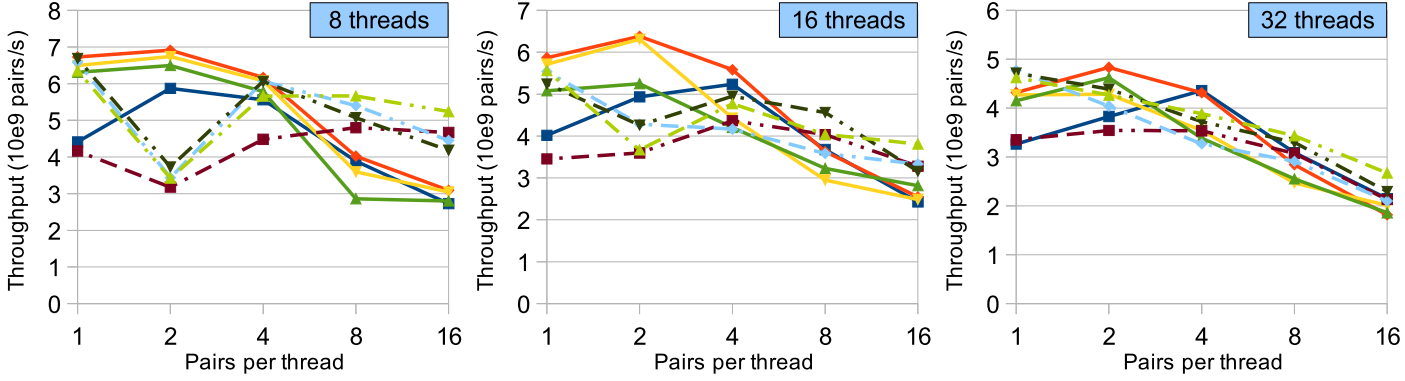 8 threads
Throughput (10e9 pairs/s)
8
7
6
5
4
3
2
1
0
1 2 4 8 16
Pairs per thread
16 threads
Throughput (10e9 pairs/s)
7
6
5
4
3
2
1
0
1 2 4 8 16
Pairs per thread
32 threads
Throughput (10e9 pairs/s)
6
5
4
3
2
1
0
1 2 4 8 16
Pairs per thread